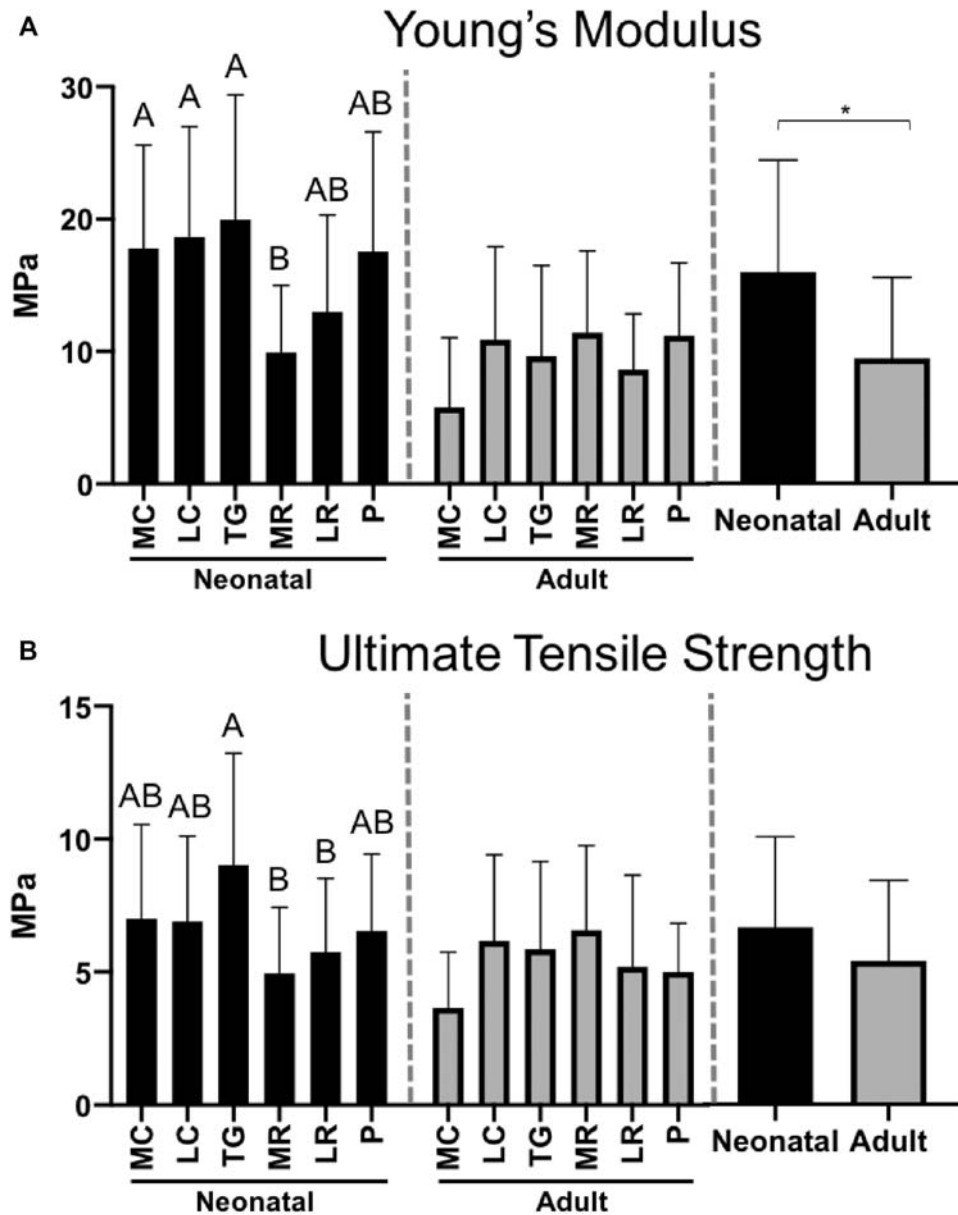 A
Young's Modulus
A A A B AB AB
*
MPa
30
20
10
0
MC LC TG MR LR P
Neonatal
MC LC TG MR LR P
Adult
Neonatal Adult
B
Ultimate Tensile Strength
AB AB A B B AB
MPa
15
10
5
0
MC LC TG MR LR P
Neonatal
MC LC TG MR LR P
Adult
Neonatal Adult